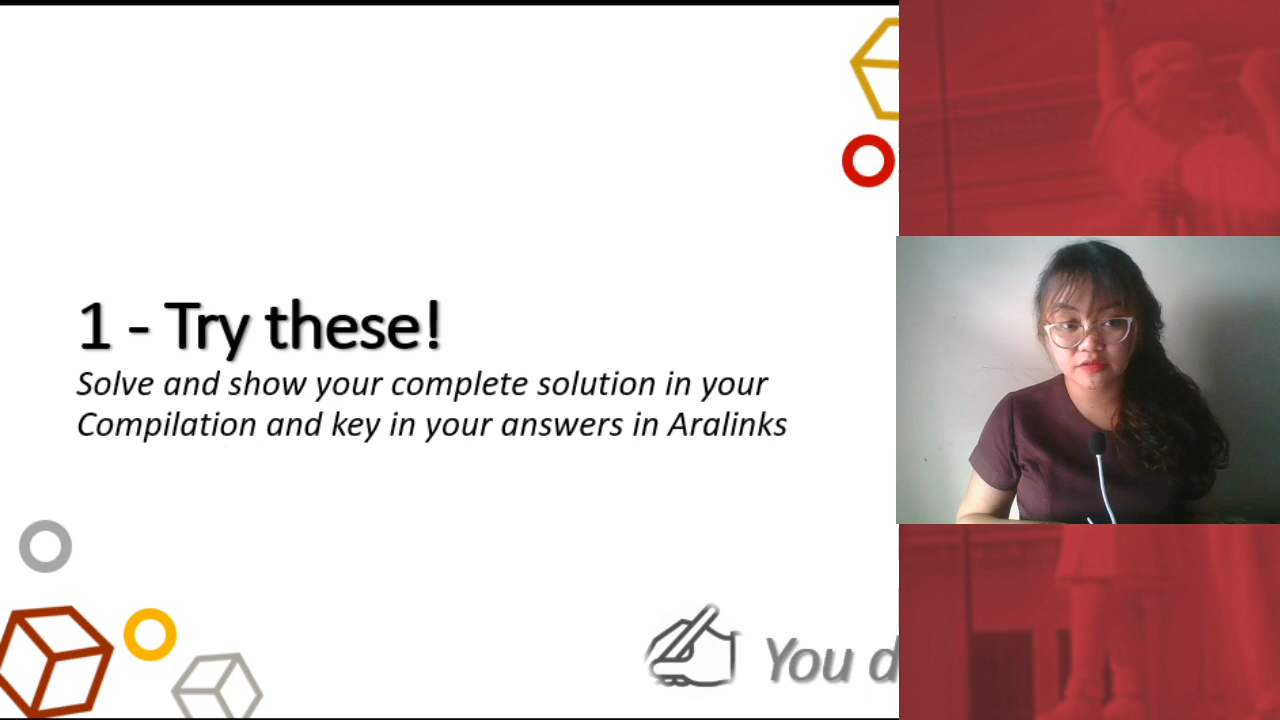 1 - Try these!
Solve and show your complete solution in your
Compilation and key in your answers in Aralinks
You d